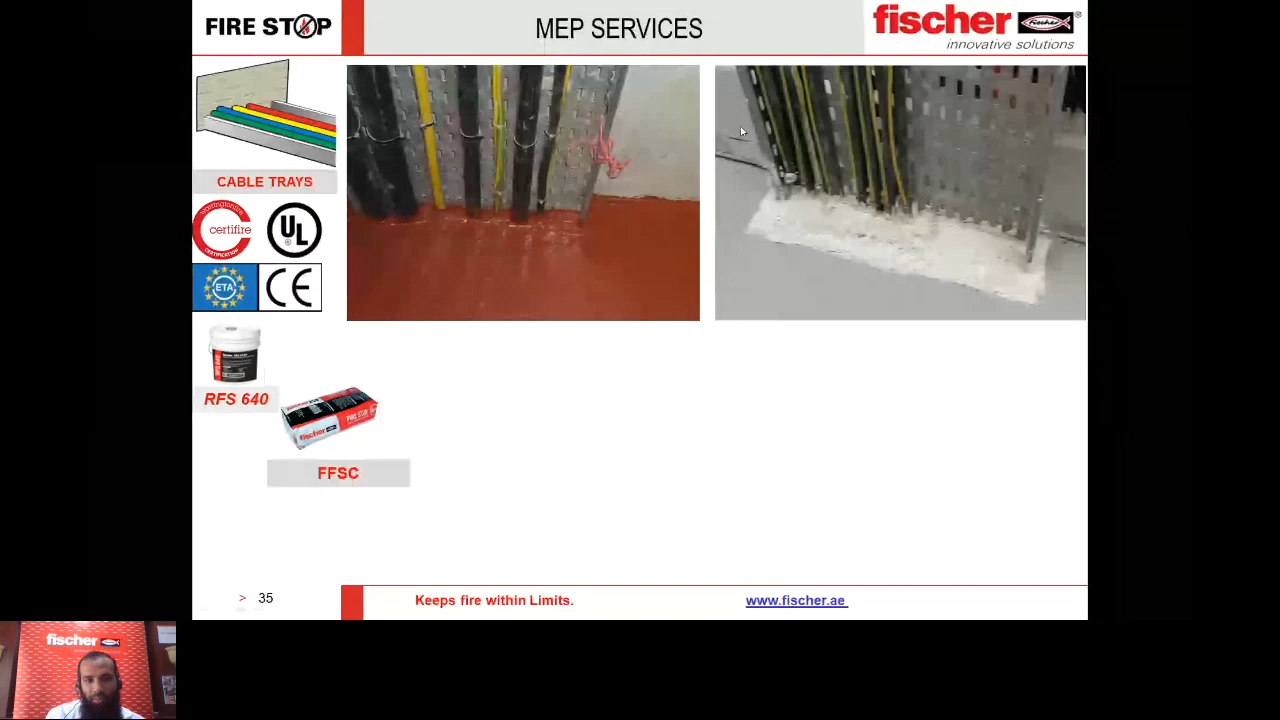 FIRE STOP
MEP SERVICES
fischer
innovative solutions
CABLE TRAYS
certifire
UL
ETA
CE
RFS 640
fischer
FFSC
> 35
Keeps fire within Limits.
www.fischer.ae
fischer